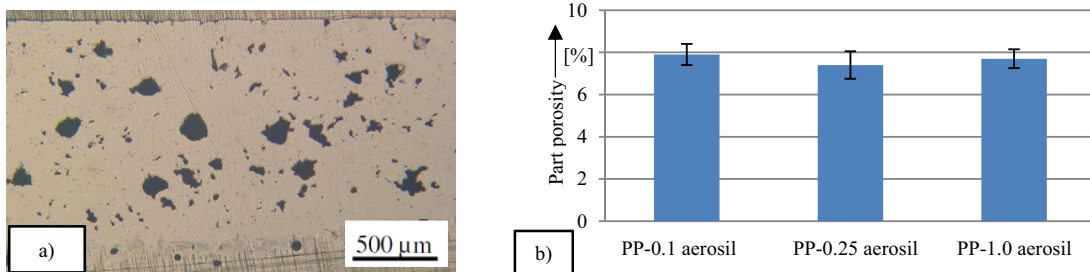 a)
500 µm
10
[%]
6
4
2
0
Part porosity
PP-0.1 aerosil
PP-0.25 aerosil
PP-1.0 aerosil
b)